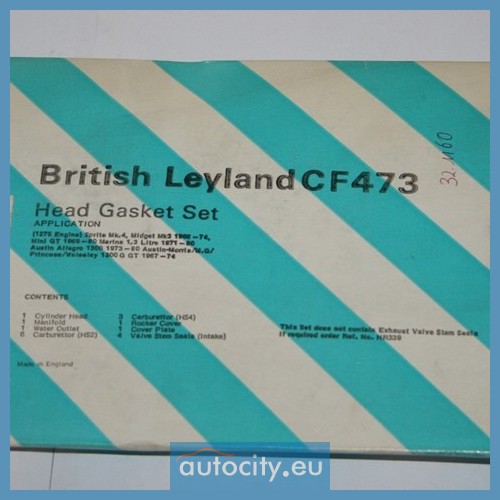 British Leyland CF473
32.1160
Head Gasket Set
APPLICATION
(1275 Engine) Sprite Mk.4, Midget Mk3 1966-74,
Mini GT 1969-80 Marina 1.3 Litre 1971-80
Austin Allegro 1300 1973-80 Austin-Morris/M.G/
Princess/Wolseley 1300 G GT 1967-74
CONTENTS
1 Cylinder Head
1 Manifold
1 Water Outlet
6 Carburettor (HS2)
3 Carburettor (HS4)
1 Rocker Cover
1 Cover Plate
4 Valve Stem Seals (Intake)
This Set does not contain Exhaust Valve Stem Seals
If required order Ref. No. NR339
Made in England
autocity.eu